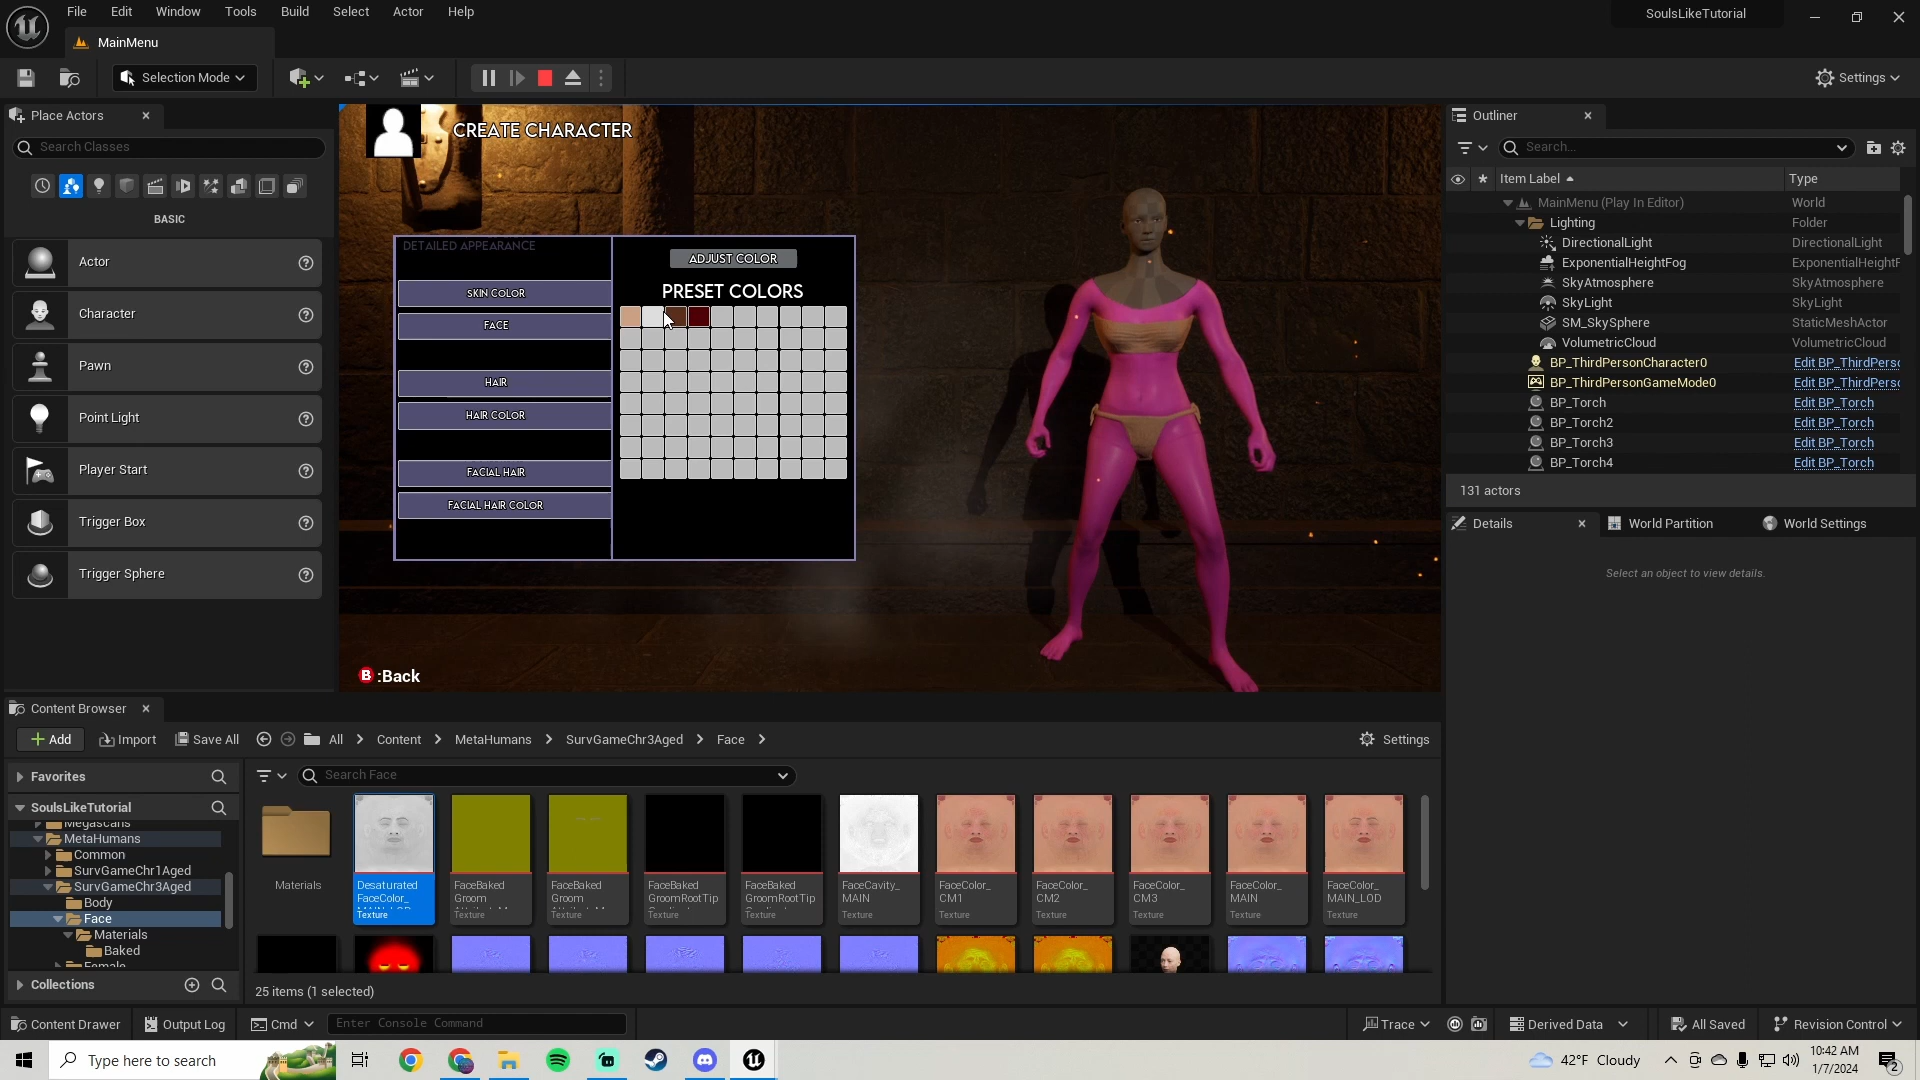 File Edit Window Tools Build Select Actor Help
SoulsLikeTutorial
MainMenu
Selection Mode
Settings
Place Actors
Search Classes
BASIC
Actor
Character
Pawn
Point Light
Player Start
Trigger Box
Trigger Sphere
CREATE CHARACTER
DETAILED APPEARANCE
SKIN COLOR
FACE
HAIR
HAIR COLOR
FACIAL HAIR
FACIAL HAIR COLOR
ADJUST COLOR
PRESET COLORS
B :Back
Outliner
Search...
Item Label Type
MainMenu (Play In Editor) World
Lighting Folder
DirectionalLight DirectionalLight
ExponentialHeightFog ExponentialHeightF
SkyAtmosphere SkyAtmosphere
SkyLight SkyLight
SM_SkySphere StaticMeshActor
VolumetricCloud VolumetricCloud
BP_ThirdPersonCharacter0 Edit BP_ThirdPerso
BP_ThirdPersonGameMode0 Edit BP_ThirdPerso
BP_Torch Edit BP_Torch
BP_Torch2 Edit BP_Torch
BP_Torch3 Edit BP_Torch
BP_Torch4 Edit BP_Torch
131 actors
Details World Partition World Settings
Select an object to view details.
Content Browser
Add Import Save All All Content MetaHumans SurvGameChr3Aged Face
Settings
Favorites
SoulsLikeTutorial
Megascans
MetaHumans
Common
SurvGameChr1Aged
SurvGameChr3Aged
Body
Face
Materials
Baked
Female
Collections
Search Face
Materials
Desaturated
FaceColor_
MAIN_LOD
Texture
FaceBaked
Groom
Texture
FaceBaked
Groom
Texture
FaceBaked
GroomRootTip
Texture
FaceBaked
GroomRootTip
Texture
FaceCavity_
MAIN
Texture
FaceColor_
CM1
Texture
FaceColor_
CM2
Texture
FaceColor_
CM3
Texture
FaceColor_
MAIN
Texture
FaceColor_
MAIN_LOD
Texture
25 items (1 selected)
Content Drawer Output Log Cmd Enter Console Command
Trace Derived Data All Saved Revision Control
Type here to search
42°F Cloudy
10:42 AM
1/7/2024
2